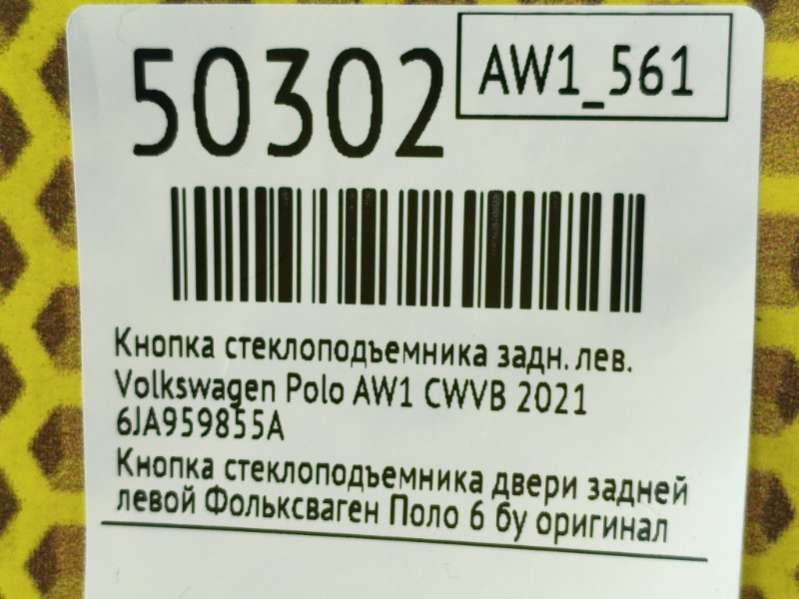 50302
AW1_561
Кнопка стеклоподъемника задн. лев.
Volkswagen Polo AW1 CWVB 2021
6JA959855A
Кнопка стеклоподъемника двери задней
левой Фольксваген Поло 6 бу оригинал